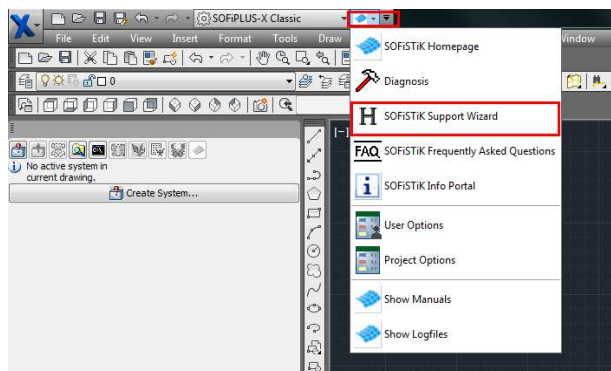 SOFiPLUS-X Classic
File Edit View Insert Format Tools Draw Window
SOFiSTiK Homepage
Diagnosis
0
H SOFiSTiK Support Wizard
FAQ SOFiSTiK Frequently Asked Questions
No active system in
current drawing.
Create System...
i SOFiSTiK Info Portal
User Options
Project Options
Show Manuals
Show Logfiles